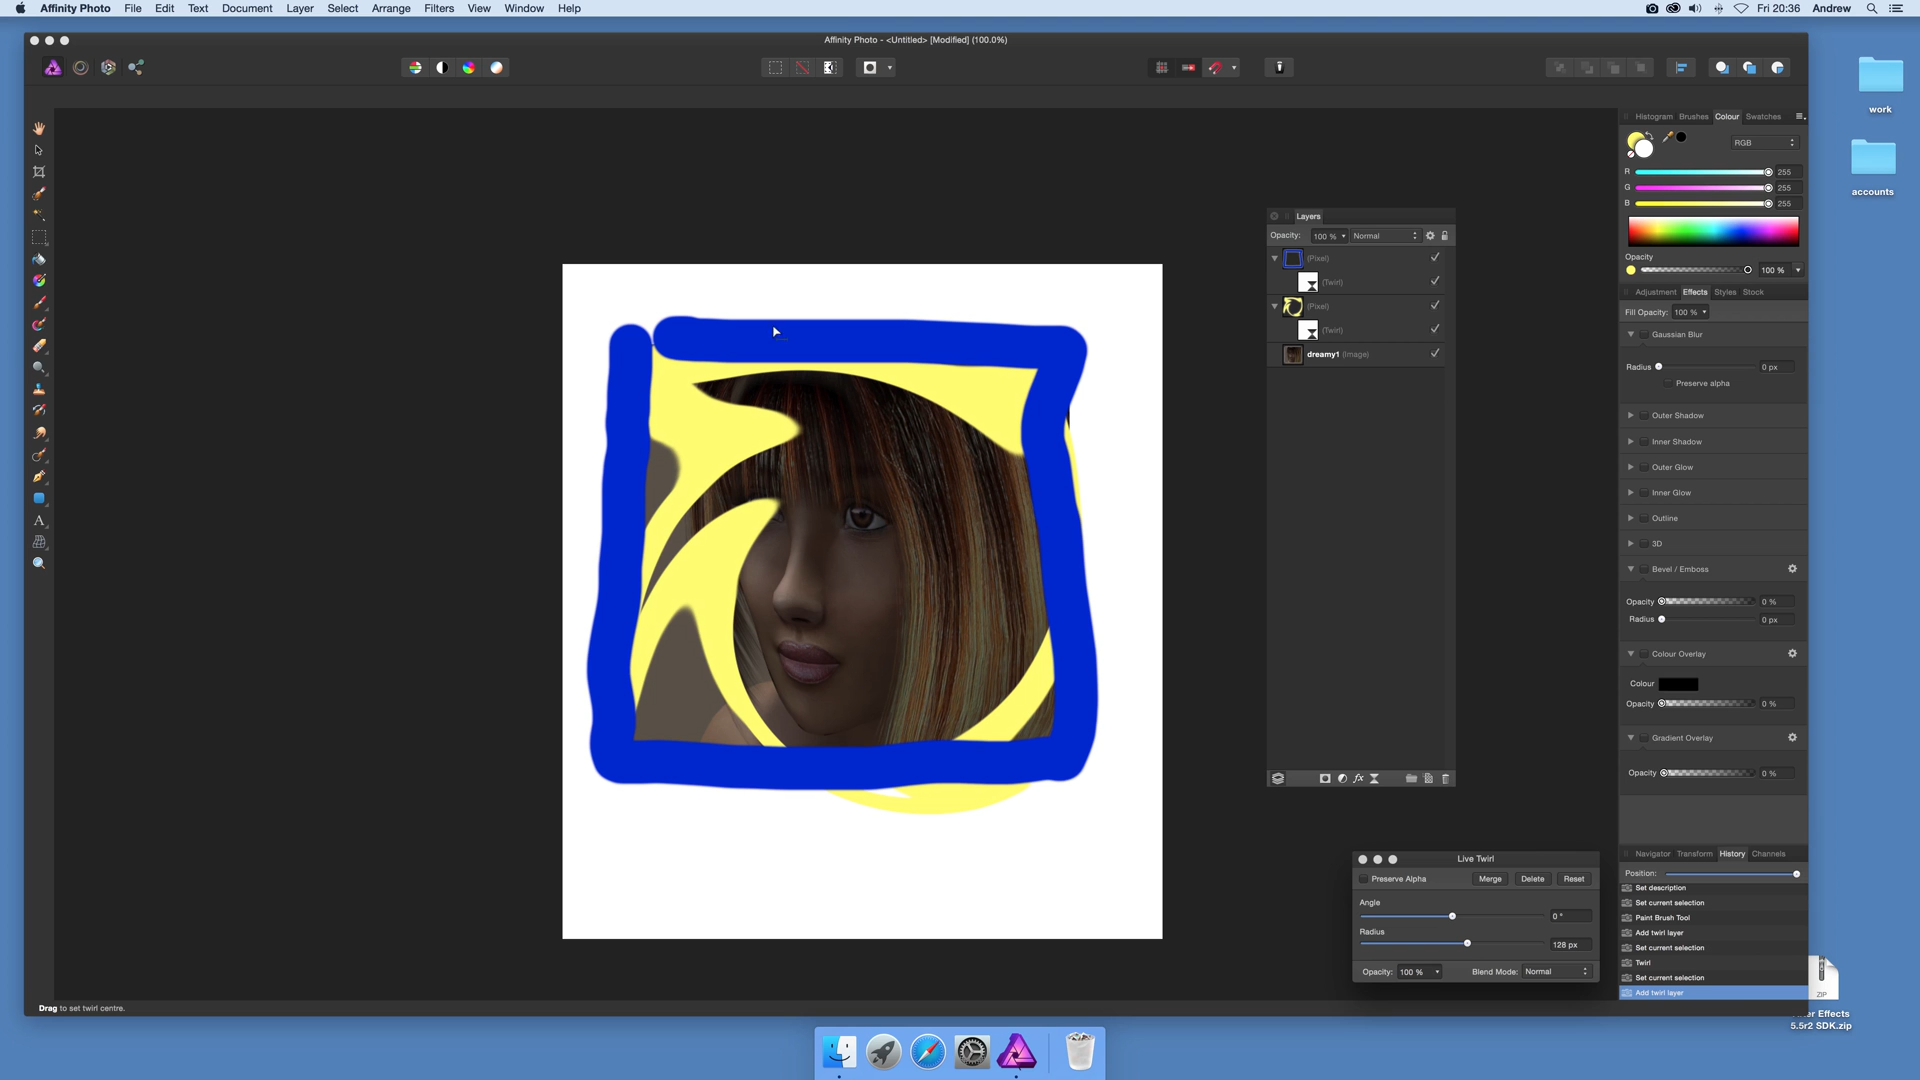 Affinity Photo File Edit Text Document Layer Select Arrange Filters View Window Help Fri 20:36 Andrew
Affinity Photo - <Untitled> [Modified] (100.0%)
work
accounts
Histogram Brushes Colour Swatches
RGB
R 255
G 255
B 255
Opacity
100 %
Adjustment Effects Styles Stock
Fill Opacity: 100 %
Gaussian Blur
Radius 0 px
Preserve alpha
Outer Shadow
Inner Shadow
Outer Glow
Inner Glow
Outline
3D
Bevel / Emboss
Opacity 0 %
Radius 0 px
Colour Overlay
Colour
Opacity 0 %
Gradient Overlay
Opacity 0 %
Layers
Opacity: 100 % Normal
(Pixel)
(Twirl)
(Pixel)
(Twirl)
dreamy1 (Image)
Live Twirl
Preserve Alpha Merge Delete Reset
Angle
0 °
Radius
128 px
Opacity: 100 % Blend Mode: Normal
Navigator Transform History Channels
Position:
Set description
Set current selection
Paint Brush Tool
Add twirl layer
Set current selection
Twirl
Set current selection
Add twirl layer
ZIP
Effects
5.5r2 SDK.zip
Drag to set twirl centre.